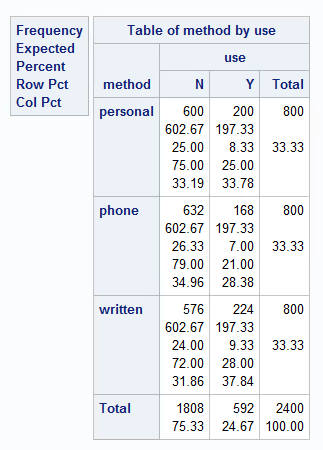 Frequency
Expected
Percent
Row Pct
Col Pct
Table of method by use
use
method N Y Total
personal 600 200 800
602.67 197.33
25.00 8.33 33.33
75.00 25.00
33.19 33.78
phone 632 168 800
602.67 197.33
26.33 7.00 33.33
79.00 21.00
34.96 28.38
written 576 224 800
602.67 197.33
24.00 9.33 33.33
72.00 28.00
31.86 37.84
Total 1808 592 2400
75.33 24.67 100.00